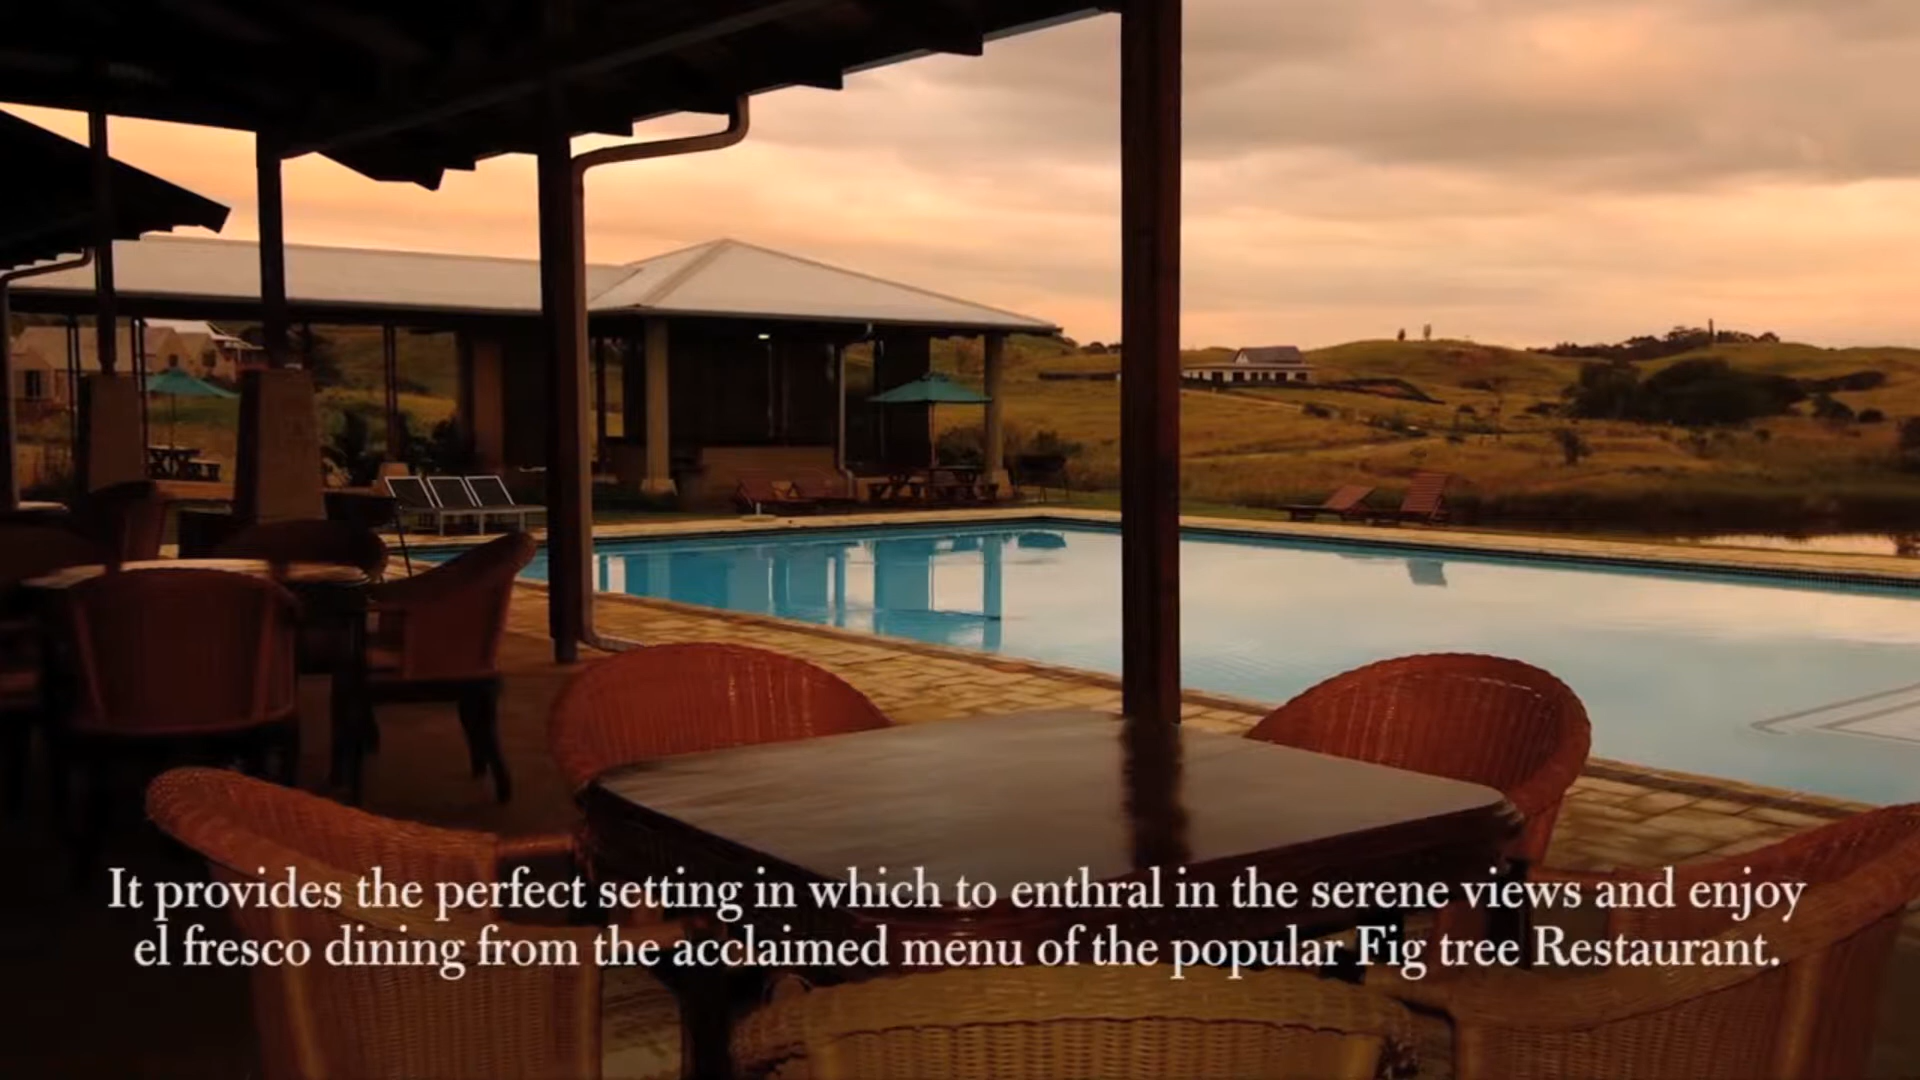 It provides the perfect setting in which to enthral in the serene views and enjoy
el fresco dining from the acclaimed menu of the popular Fig tree Restaurant.